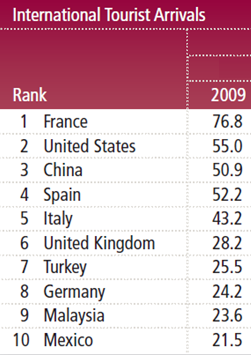 International Tourist Arrivals
Rank 2009
1 France 76.8
2 United States 55.0
3 China 50.9
4 Spain 52.2
5 Italy 43.2
6 United Kingdom 28.2
7 Turkey 25.5
8 Germany 24.2
9 Malaysia 23.6
10 Mexico 21.5